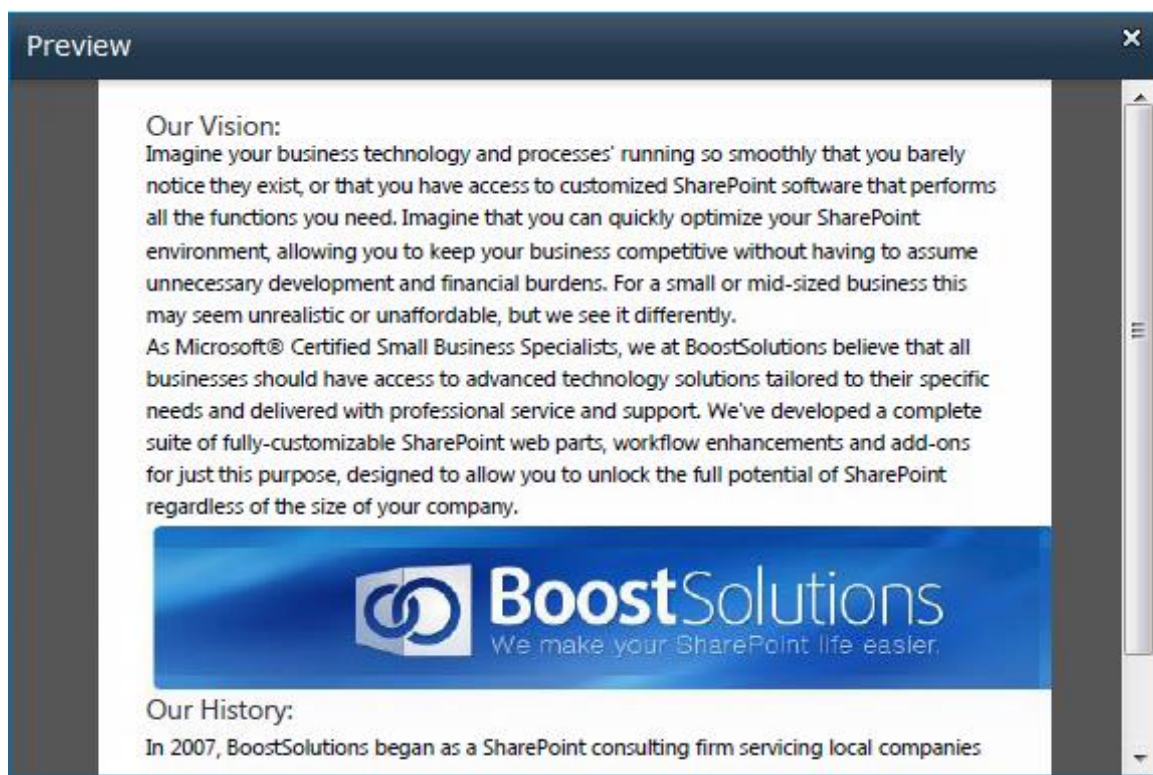 Preview
Our Vision:
Imagine your business technology and processes' running so smoothly that you barely
notice they exist, or that you have access to customized SharePoint software that performs
all the functions you need. Imagine that you can quickly optimize your SharePoint
environment, allowing you to keep your business competitive without having to assume
unnecessary development and financial burdens. For a small or mid-sized business this
may seem unrealistic or unaffordable, but we see it differently.
As Microsoft® Certified Small Business Specialists, we at BoostSolutions believe that all
businesses should have access to advanced technology solutions tailored to their specific
needs and delivered with professional service and support. We've developed a complete
suite of fully-customizable SharePoint web parts, workflow enhancements and add-ons
for just this purpose, designed to allow you to unlock the full potential of SharePoint
regardless of the size of your company.
BoostSolutions
We make your SharePoint life easier.
Our History:
In 2007, BoostSolutions began as a SharePoint consulting firm servicing local companies